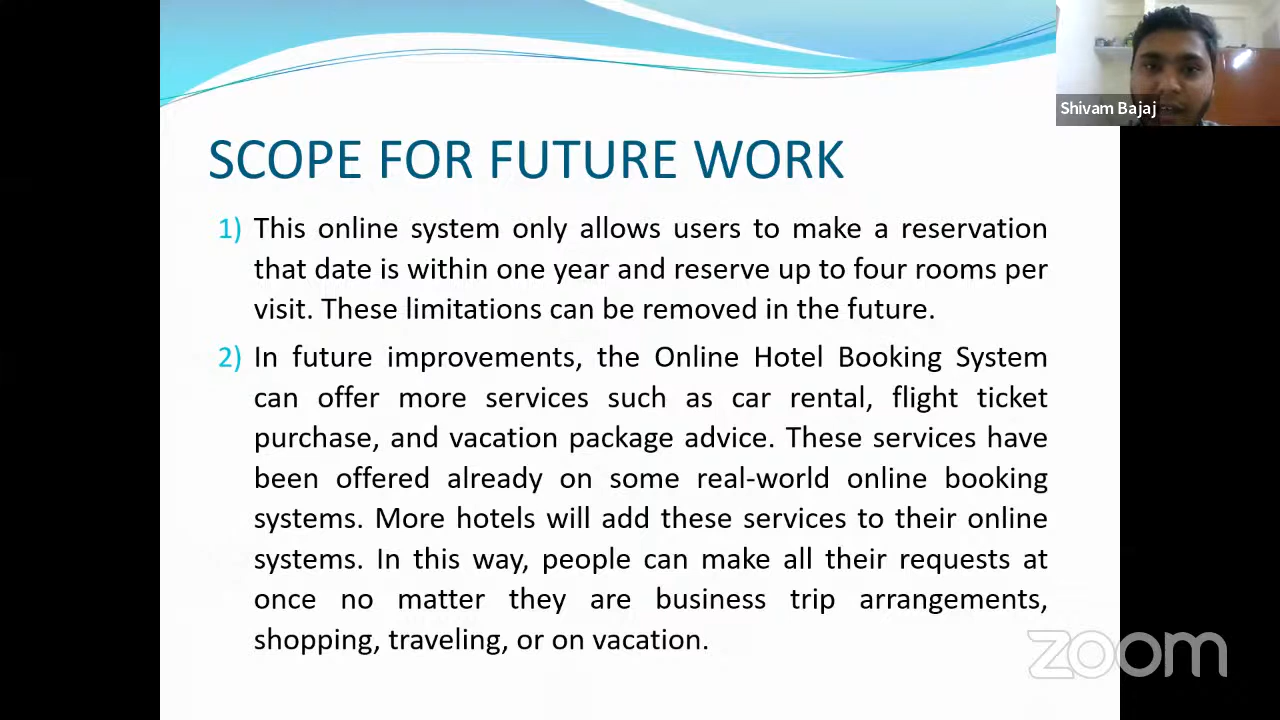 Shivam Bajaj
SCOPE FOR FUTURE WORK
1) This online system only allows users to make a reservation
that date is within one year and reserve up to four rooms per
visit. These limitations can be removed in the future.
2) In future improvements, the Online Hotel Booking System
can offer more services such as car rental, flight ticket
purchase, and vacation package advice. These services have
been offered already on some real-world online booking
systems. More hotels will add these services to their online
systems. In this way, people can make all their requests at
once no matter they are business trip arrangements,
shopping, traveling, or on vacation.
zoom